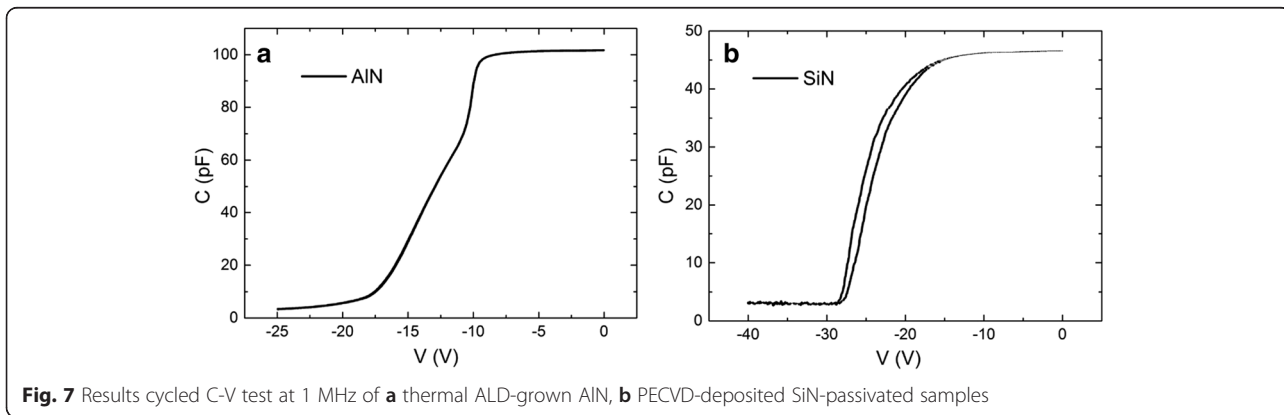 a
AlN
C (pF)
100
80
60
40
20
0
-25
-20
-15
-10
-5
0
V (V)
b
SiN
C (pF)
50
40
30
20
10
0
-40
-30
-20
-10
0
V (V)
Fig. 7 Results cycled C-V test at 1 MHz of a thermal ALD-grown AlN, b PECVD-deposited SiN-passivated samples